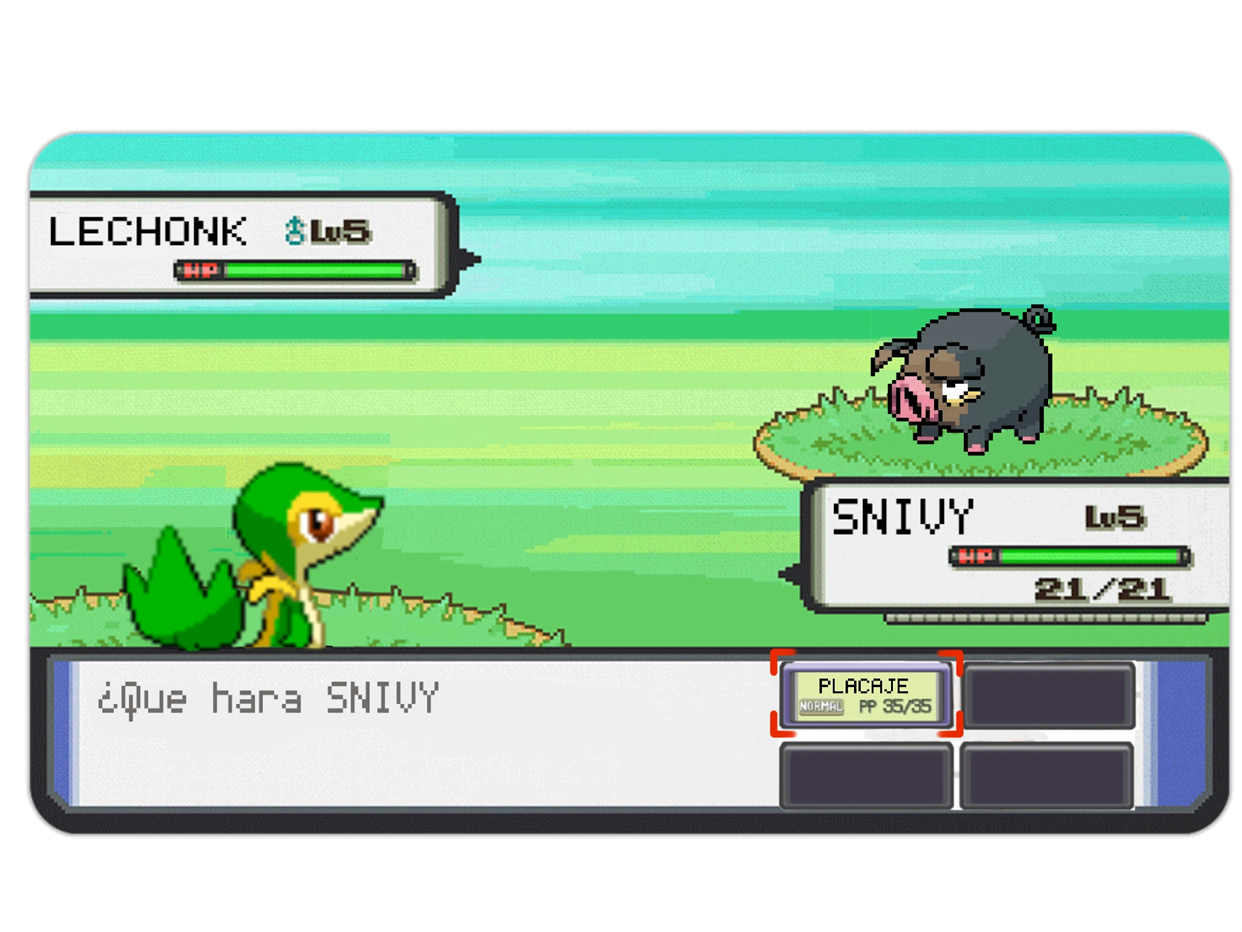 LECHONK ♂Lv5
HP
SNIVY Lv5
HP
21/21
¿Que hara SNIVY
PLACAJE
NORMAL PP 35/35